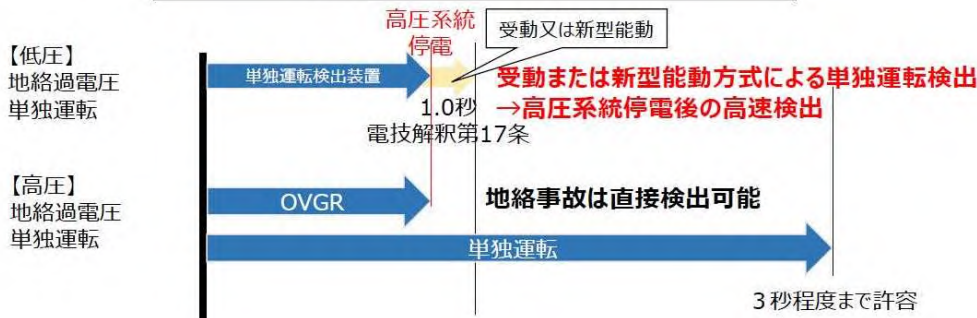 高圧系統
停電
受動又は新型能動
【低圧】
地絡過電圧
単独運転
単独運転検出装置
受動または新型能動方式による単独運転検出
→高圧系統停電後の高速検出
1.0秒
電技解釈第17条
【高圧】
地絡過電圧
単独運転
OVGR
地絡事故は直接検出可能
単独運転
3秒程度まで許容